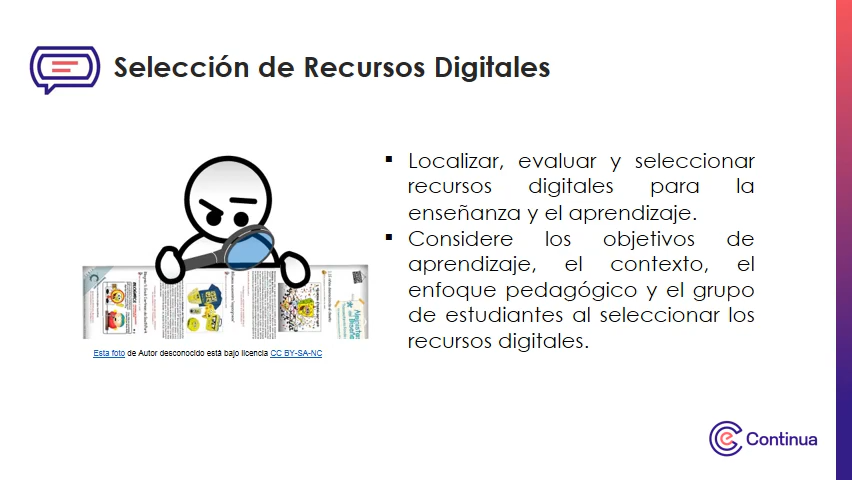 Selección de Recursos Digitales
▪ Localizar, evaluar y seleccionar
recursos digitales para la
enseñanza y el aprendizaje.
▪ Considere los objetivos de
aprendizaje, el contexto, el
enfoque pedagógico y el grupo
de estudiantes al seleccionar los
recursos digitales.
Esta foto de Autor desconocido está bajo licencia CC BY-SA-NC
Continua